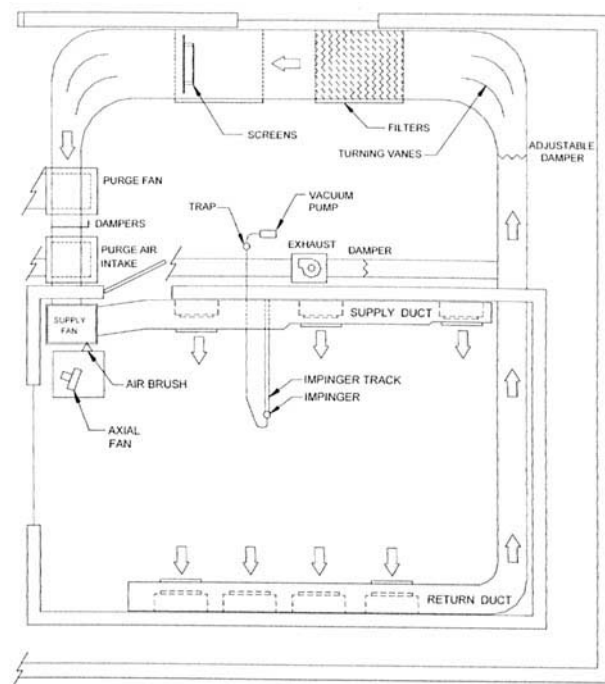 SCREENS
FILTERS
TURNING VANES
ADJUSTABLE
DAMPER
PURGE FAN
VACUUM
PUMP
TRAP
DAMPERS
EXHAUST
DAMPER
PURGE AIR
INTAKE
SUPPLY
FAN
SUPPLY DUCT
AIR BRUSH
IMPINGER TRACK
IMPINGER
AXIAL
FAN
RETURN DUCT